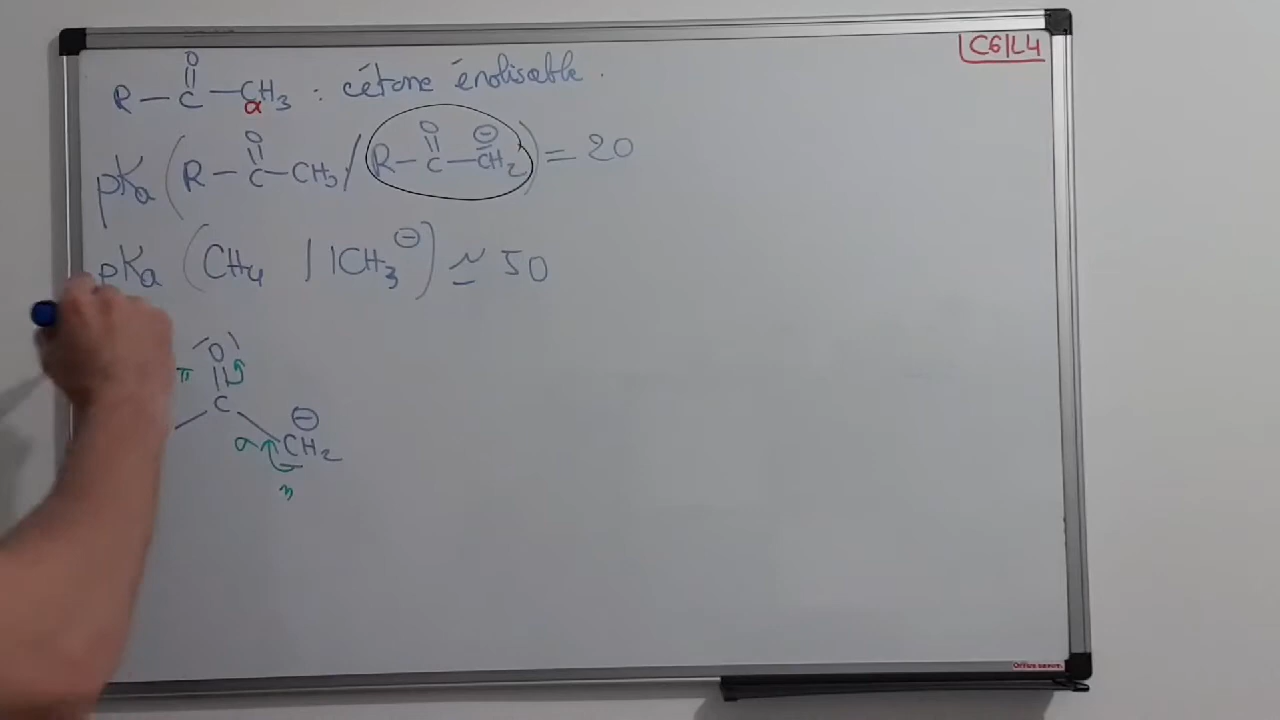 C6/L4
O
R — C — CH3 : cétone énolisable.
α
pKa ( R — C — CH3 / R — C — CH2 ) = 20
O O ⊖
pKa ( CH4 / |CH3 ⊖ ) ≃ 50
O
π
C
⊖
σ CH2
n